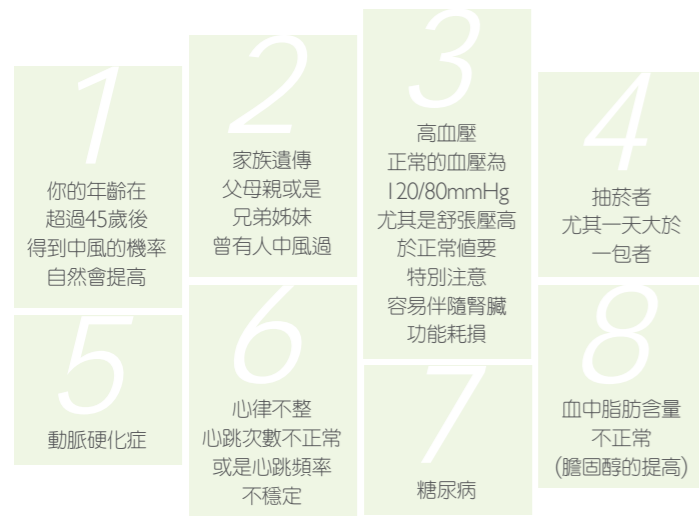 1
你的年齡在
超過45歲後
得到中風的機率
自然會提高
2
家族遺傳
父母親或是
兄弟姊妹
曾有人中風過
3
高血壓
正常的血壓為
120/80mmHg
尤其是舒張壓高
於正常值要
特別注意
容易伴隨腎臟
功能耗損
4
抽菸者
尤其一天大於
一包者
5
動脈硬化症
6
心律不整
心跳次數不正常
或是心跳頻率
不穩定
7
糖尿病
8
血中脂肪含量
不正常
(膽固醇的提高)